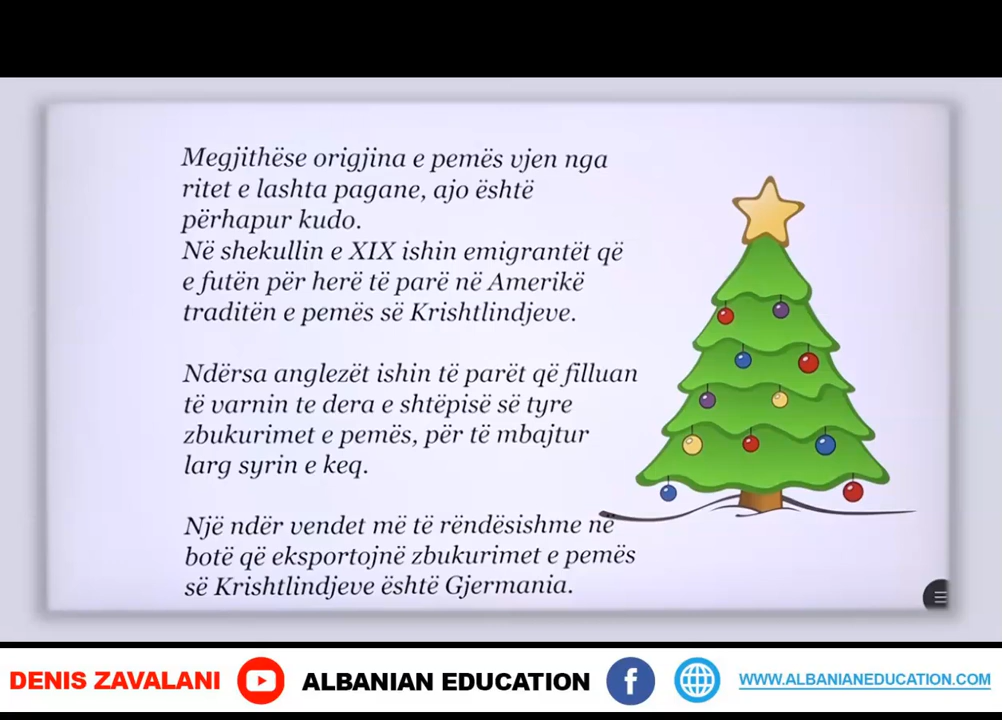 Megjithëse origjina e pemës vjen nga
ritet e lashta pagane, ajo është
përhapur kudo.
Në shekullin e XIX ishin emigrantët që
e futën për herë të parë në Amerikë
traditën e pemës së Krishtlindjeve.
Ndërsa anglezët ishin të parët që filluan
të varnin te dera e shtëpisë së tyre
zbukurimet e pemës, për të mbajtur
larg syrin e keq.
Një ndër vendet më të rëndësishme në
botë që eksportojnë zbukurimet e pemës
së Krishtlindjeve është Gjermania.
DENIS ZAVALANI ALBANIAN EDUCATION f WWW.ALBANIANEDUCATION.COM